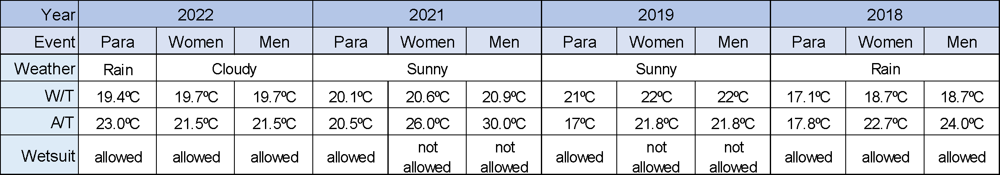 Year 2022 2021 2019 2018
Event Para Women Men Para Women Men Para Women Men Para Women Men
Weather Rain Cloudy Sunny Sunny Rain
W/T 19.4ºC 19.7ºC 19.7ºC 20.1ºC 20.6ºC 20.9ºC 21ºC 22ºC 22ºC 17.1ºC 18.7ºC 18.7ºC
A/T 23.0ºC 21.5ºC 21.5ºC 20.5ºC 26.0ºC 30.0ºC 17ºC 21.8ºC 21.8ºC 17.8ºC 22.7ºC 24.0ºC
Wetsuit allowed allowed allowed allowed not allowed not allowed allowed not allowed not allowed allowed allowed allowed